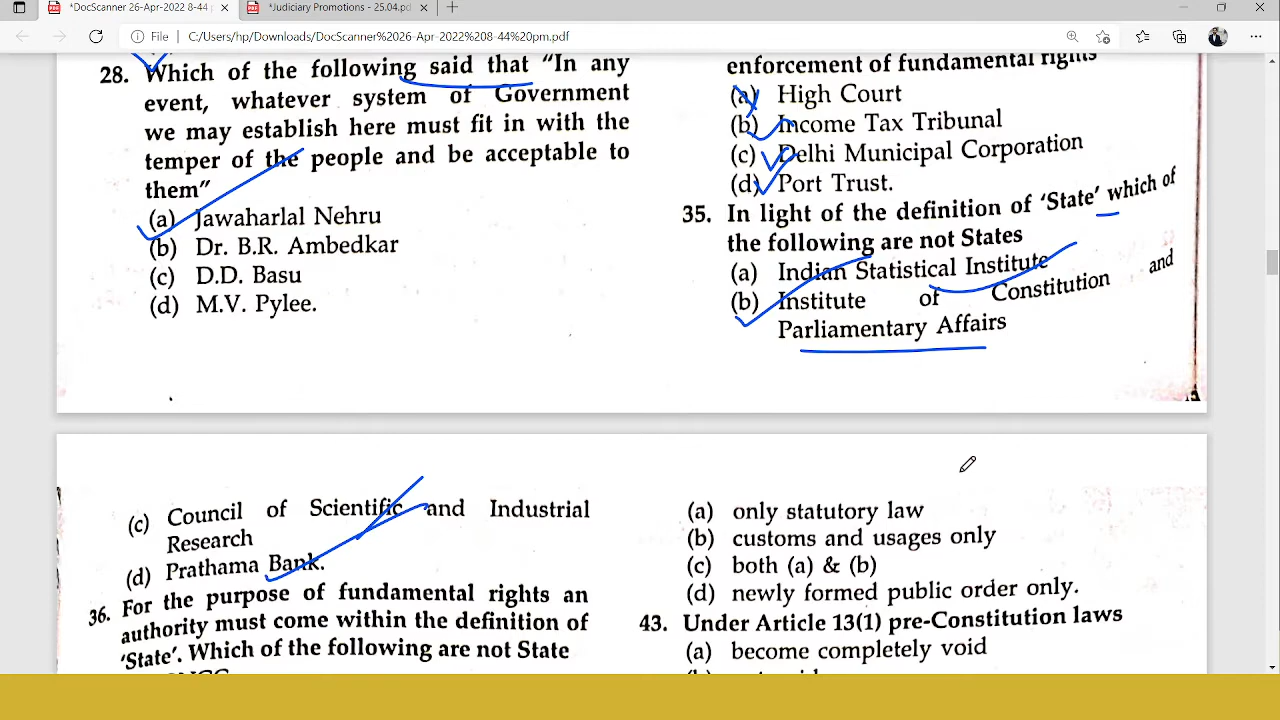 *DocScanner 26-Apr-2022 8-44
*Judiciary Promotions - 25.04.pdf
File
C:/Users/hp/Downloads/DocScanner%2026-Apr-2022%208-44%20pm.pdf
28. Which of the following said that "In any
event, whatever system of Government
we may establish here must fit in with the
temper of the people and be acceptable to
them"
(a) Jawaharlal Nehru
(b) Dr. B.R. Ambedkar
(c) D.D. Basu
(d) M.V. Pylee.
enforcement of fundamental rights
(a) High Court
(b) Income Tax Tribunal
(c) Delhi Municipal Corporation
(d) Port Trust.
35. In light of the definition of 'State' which of
the following are not States
(a) Indian Statistical Institute
(b) Institute of Constitution and
Parliamentary Affairs
(c) Council of Scientific and Industrial
Research
(d) Prathama Bank.
36. For the purpose of fundamental rights an
authority must come within the definition of
'State'. Which of the following are not State
(a) only statutory law
(b) customs and usages only
(c) both (a) & (b)
(d) newly formed public order only.
43. Under Article 13(1) pre-Constitution laws
(a) become completely void